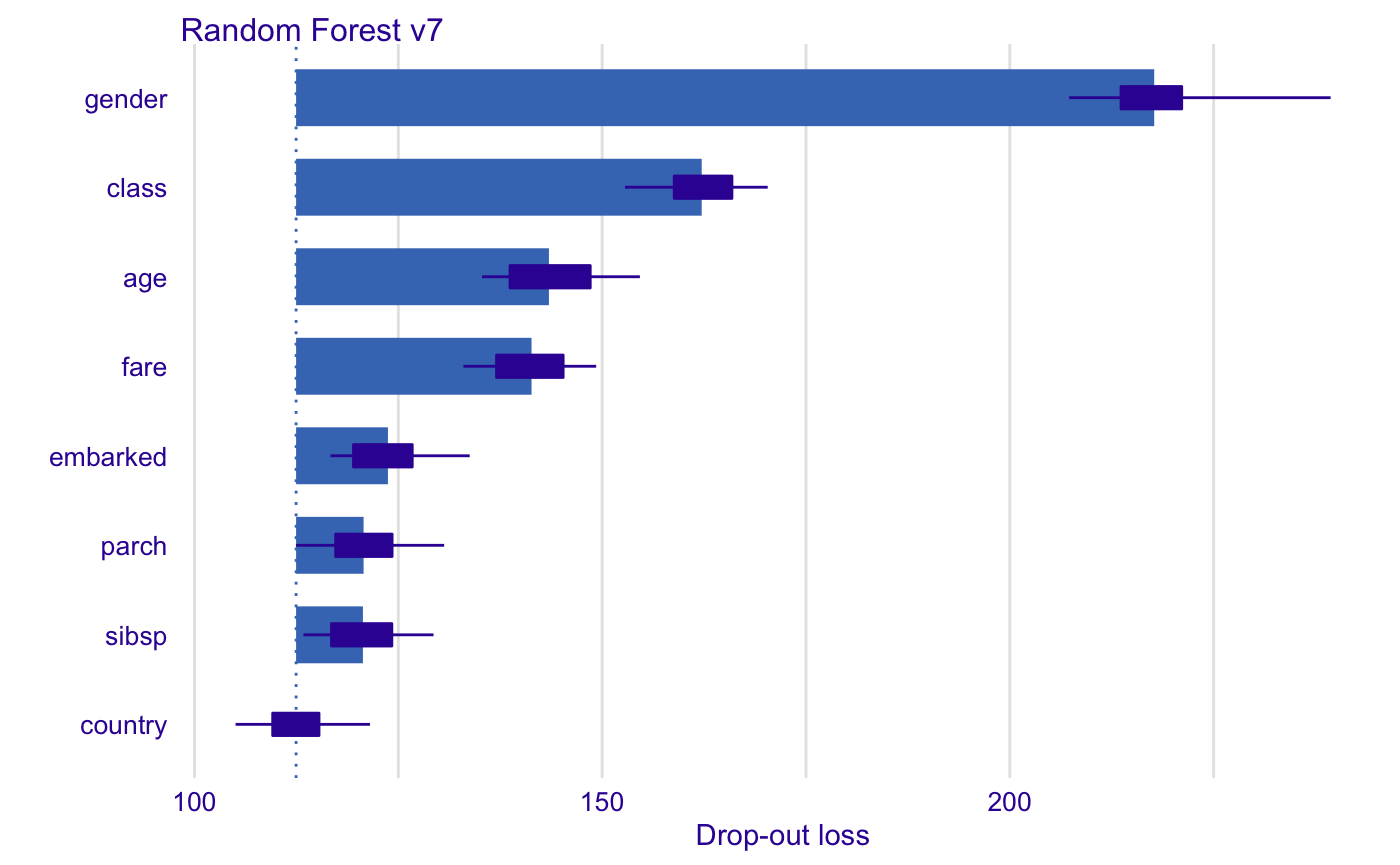 Random Forest v7
gender
class
age
fare
embarked
parch
sibsp
country
100 150 200
Drop-out loss